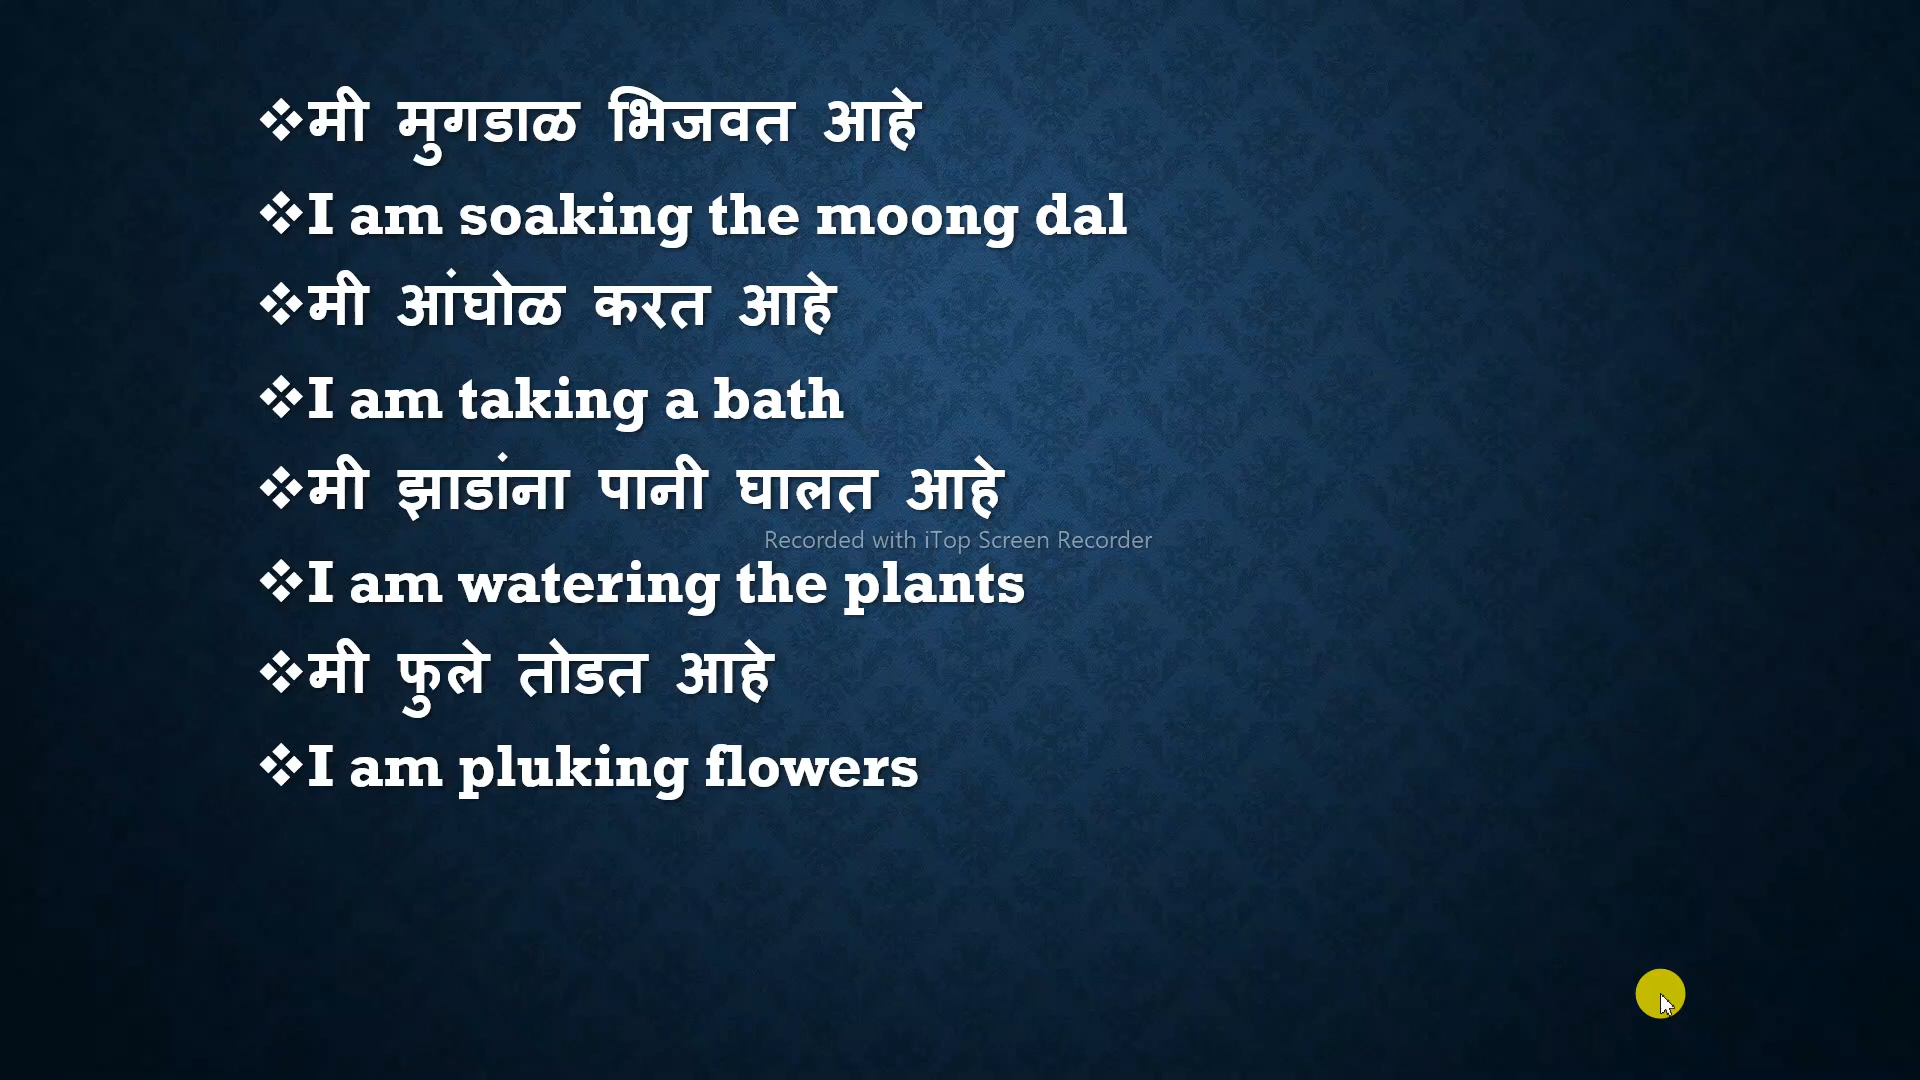 ❖मी मुगडाळ भिजवत आहे
❖I am soaking the moong dal
❖मी आंघोळ करत आहे
❖I am taking a bath
❖मी झाडांना पानी घालत आहे
Recorded with iTop Screen Recorder
❖I am watering the plants
❖मी फुले तोडत आहे
❖I am pluking flowers